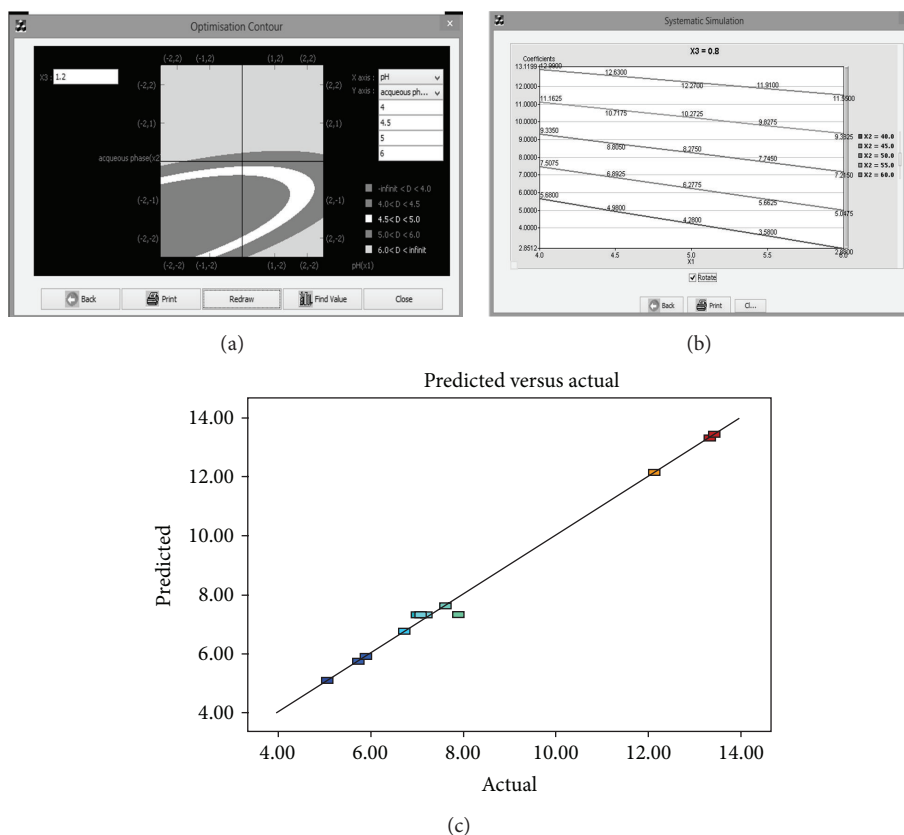 Optimisation Contour
×
X3 : 1.2
(-2,2) (-1,2) (1,2) (2,2)
(-2,2) (2,2)
(-2,1) (2,1)
acqueous phase(x2
(-2,-1) (2,-1)
(-2,-2) (2,-2)
(-2,-2) (-1,-2) (1,-2) (2,-2)
pH(x1)
X axis : pH
Y axis : acqueous ph...
4
4.5
5
6
-infinit < D < 4.0
4.0< D < 4.5
4.5< D < 5.0
5.0< D < 6.0
6.0< D < infinit
Back Print Redraw Find Value Close
(a)
Systematic Simulation
X3 = 0.8
Coefficients
13.1199
12.0000
11.0000
10.0000
9.0000
8.0000
7.0000
6.0000
5.0000
4.0000
2.8512
12.6300 12.2700 11.9100
11.1625 10.7175 10.2725 9.8275
9.3350 8.8050 8.2750 7.7450
7.5075 6.8925 6.2775 5.6625
5.6800 4.9800 4.2800 3.5800
4.0 4.5 5.0 5.5 6.0
X1
X2 = 40.0
X2 = 45.0
X2 = 50.0
X2 = 55.0
X2 = 60.0
Rotate
Back Print Cl...
(b)
Predicted versus actual
Predicted
14.00
12.00
10.00
8.00
6.00
4.00
4.00 6.00 8.00 10.00 12.00 14.00
Actual
(c)